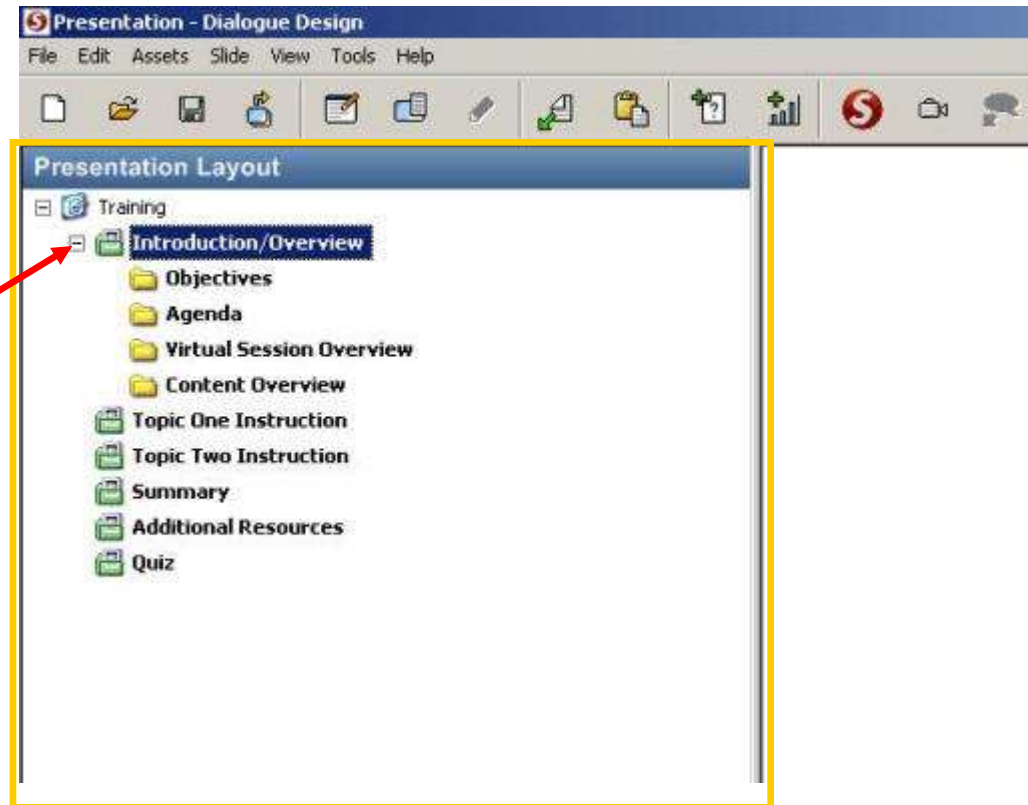 Presentation - Dialogue Design
File Edit Assets Slide View Tools Help
Presentation Layout
Training
Introduction/Overview
Objectives
Agenda
Virtual Session Overview
Content Overview
Topic One Instruction
Topic Two Instruction
Summary
Additional Resources
Quiz